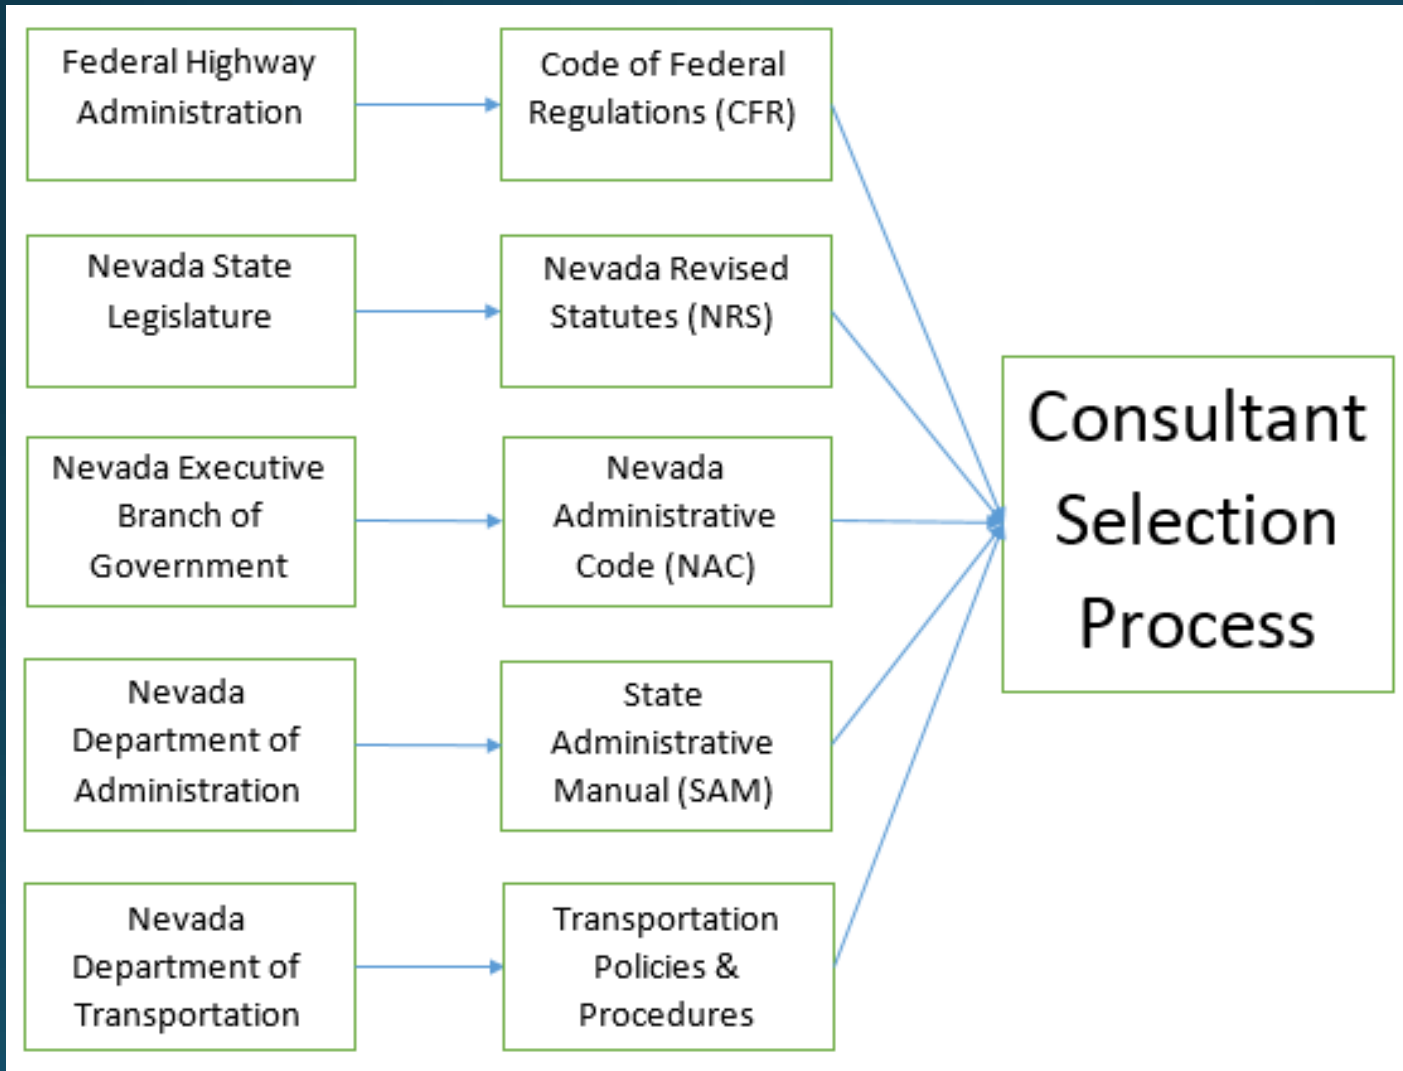 Federal Highway
Administration
Code of Federal
Regulations (CFR)
Nevada State
Legislature
Nevada Revised
Statutes (NRS)
Nevada Executive
Branch of
Government
Nevada
Administrative
Code (NAC)
Nevada
Department of
Administration
State
Administrative
Manual (SAM)
Nevada
Department of
Transportation
Transportation
Policies &
Procedures
Consultant
Selection
Process